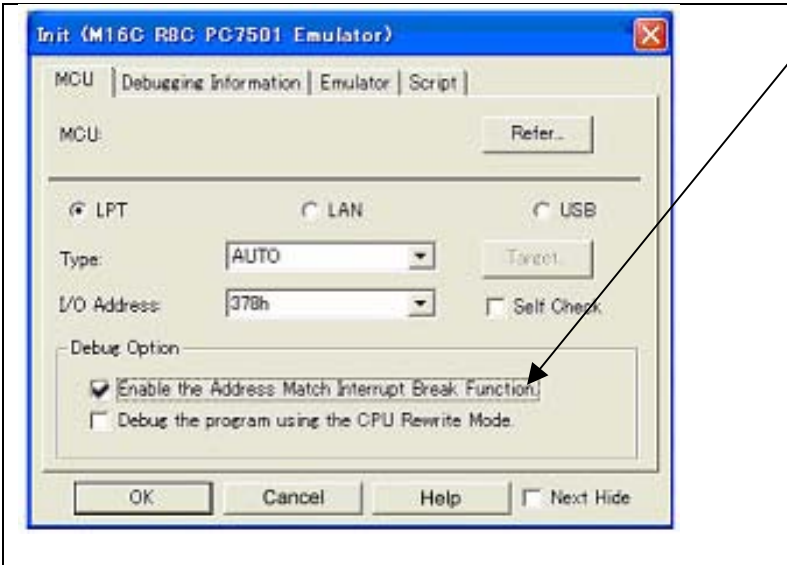 Init (M16C R8C PC7501 Emulator)
MCU Debugging Information Emulator Script
MCU: Refer...
LPT LAN USB
Type: AUTO Target..
I/O Address: 378h Self Check
Debug Option
Enable the Address Match Interrupt Break Function.
Debug the program using the CPU Rewrite Mode.
OK Cancel Help Next Hide